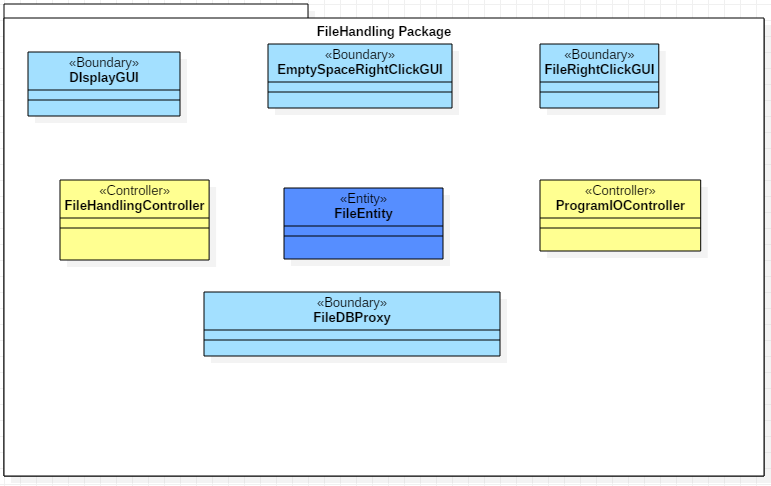 FileHandling Package
«Boundary»
DIsplayGUI
«Boundary»
EmptySpaceRightClickGUI
«Boundary»
FileRightClickGUI
«Controller»
FileHandlingController
«Entity»
FileEntity
«Controller»
ProgramIOController
«Boundary»
FileDBProxy